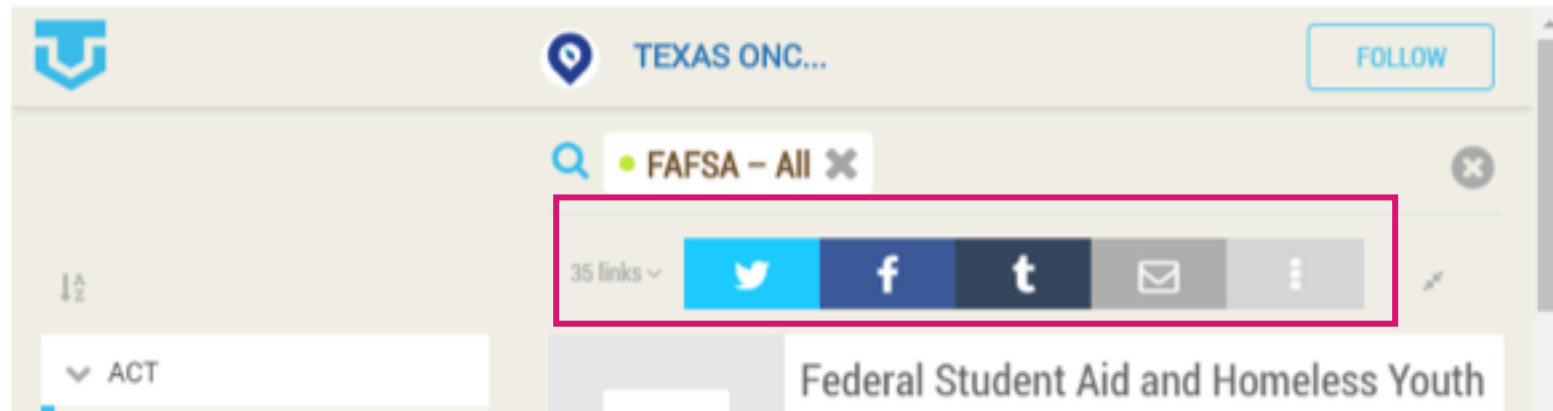 TEXAS ONC...
FOLLOW
FAFSA – All
35 links
ACT
Federal Student Aid and Homeless Youth